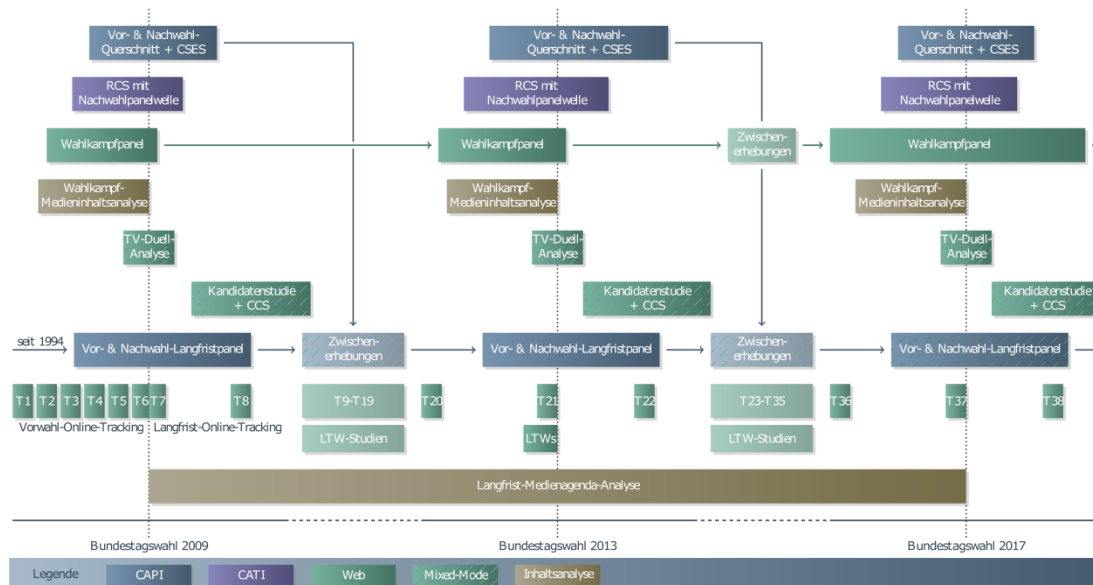 Vor- & Nachwahl-
Querschnitt + CSES
Vor- & Nachwahl-
Querschnitt + CSES
Vor- & Nachwahl-
Querschnitt + CSES
RCS mit
Nachwahlpanelwelle
RCS mit
Nachwahlpanelwelle
RCS mit
Nachwahlpanelwelle
Wahlkampfpanel
Wahlkampfpanel
Zwischen-
erhebungen
Wahlkampfpanel
Wahlkampf-
Medieninhaltsanalyse
Wahlkampf-
Medieninhaltsanalyse
Wahlkampf-
Medieninhaltsanalyse
TV-Duell-
Analyse
TV-Duell-
Analyse
TV-Duell-
Analyse
Kandidatenstudie
+ CCS
Kandidatenstudie
+ CCS
Kandidatenstudie
+ CCS
seit 1994
Vor- & Nachwahl-Langfristpanel
Zwischen-
erhebungen
Vor- & Nachwahl-Langfristpanel
Zwischen-
erhebungen
Vor- & Nachwahl-Langfristpanel
T1 T2 T3 T4 T5 T6 T7 T8 T9-T19 T20 T21 T22 T23-T35 T36 T37 T38
Vorwahl-Online-Tracking Langfrist-Online-Tracking
LTW-Studien LTWs LTW-Studien
Langfrist-Medienagenda-Analyse
Bundestagswahl 2009 Bundestagswahl 2013 Bundestagswahl 2017
Legende CAPI CATI Web Mixed-Mode Inhaltsanalyse